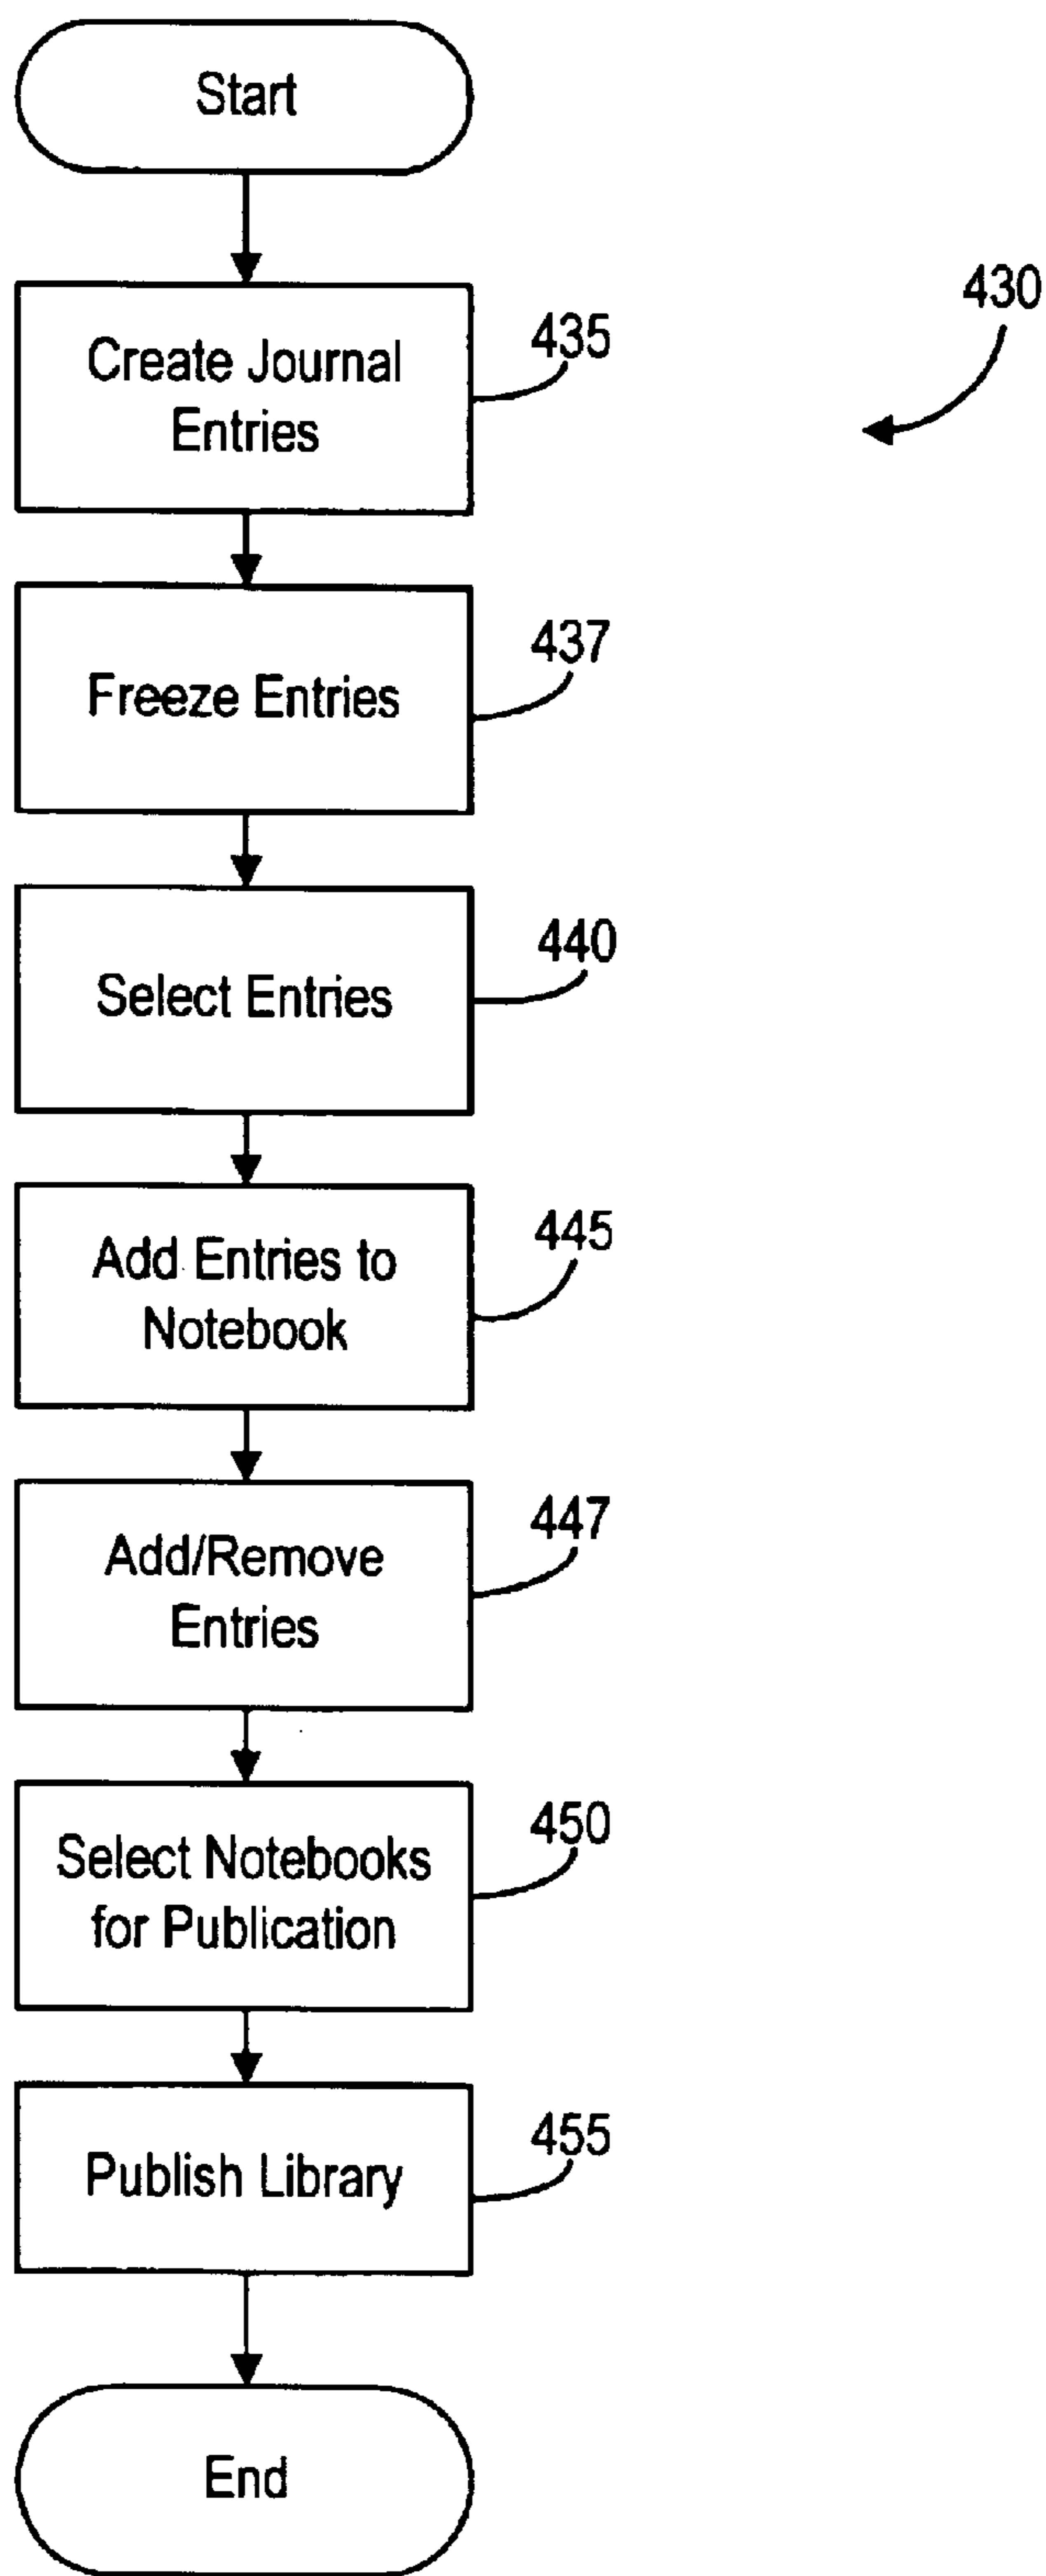 Start
430
435
Create Journal
Entries
437
Freeze Entries
440
Select Entries
445
Add Entries to
Notebook
447
Add/Remove
Entries
450
Select Notebooks
for Publication
455
Publish Library
End